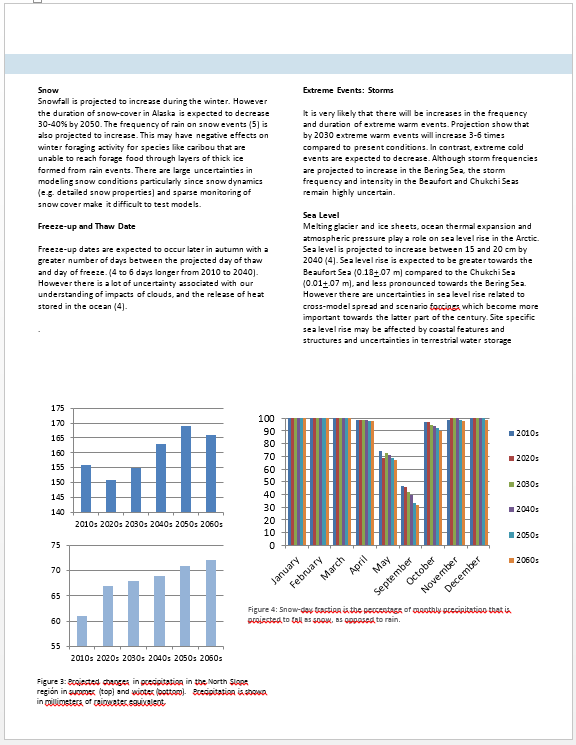 Snow
Snowfall is projected to increase during the winter. However
the duration of snow-cover in Alaska is expected to decrease
30-40% by 2050. The frequency of rain on snow events (5) is
also projected to increase. This may have negative effects on
winter foraging activity for species like caribou that are
unable to reach forage food through layers of thick ice
formed from rain events. There are large uncertainties in
modeling snow conditions particularly since snow dynamics
(e.g. detailed snow properties) and sparse monitoring of
snow cover make it difficult to test models.
Freeze-up and Thaw Date
Freeze-up dates are expected to occur later in autumn with a
greater number of days between the projected day of thaw
and day of freeze. (4 to 6 days longer from 2010 to 2040).
However there is a lot of uncertainty associated with our
understanding of impacts of clouds, and the release of heat
stored in the ocean (4).
.
Extreme Events: Storms
It is very likely that there will be increases in the frequency
and duration of extreme warm events. Projection show that
by 2030 extreme warm events will increase 3-6 times
compared to present conditions. In contrast, extreme cold
events are expected to decrease. Although storm frequencies
are projected to increase in the Bering Sea, the storm
frequency and intensity in the Beaufort and Chukchi Seas
remain highly uncertain.
Sea Level
Melting glacier and ice sheets, ocean thermal expansion and
atmospheric pressure play a role on sea level rise in the Arctic.
Sea level is projected to increase between 15 and 20 cm by
2040 (4). Sea level rise is expected to be greater towards the
Beaufort Sea (0.18±.07 m) compared to the Chukchi Sea
(0.01±.07 m), and less pronounced towards the Bering Sea.
However there are uncertainties in sea level rise related to
cross-model spread and scenario forcings which become more
important towards the latter part of the century. Site specific
sea level rise may be affected by coastal features and
structures and uncertainties in terrestrial water storage
175
170
165
160
155
150
145
140
2010s 2020s 2030s 2040s 2050s 2060s
75
70
65
60
55
2010s 2020s 2030s 2040s 2050s 2060s
Figure 3: Projected changes in precipitation in the North Slope
region in summer (top) and winter (bottom). Precipitation is shown
in millimeters of rainwater equivalent.
100
90
80
70
60
50
40
30
20
10
0
January
February
March
April
May
September
October
November
December
2010s
2020s
2030s
2040s
2050s
2060s
Figure 4: Snow-day fraction is the percentage of monthly precipitation that is
projected to fall as snow, as opposed to rain.